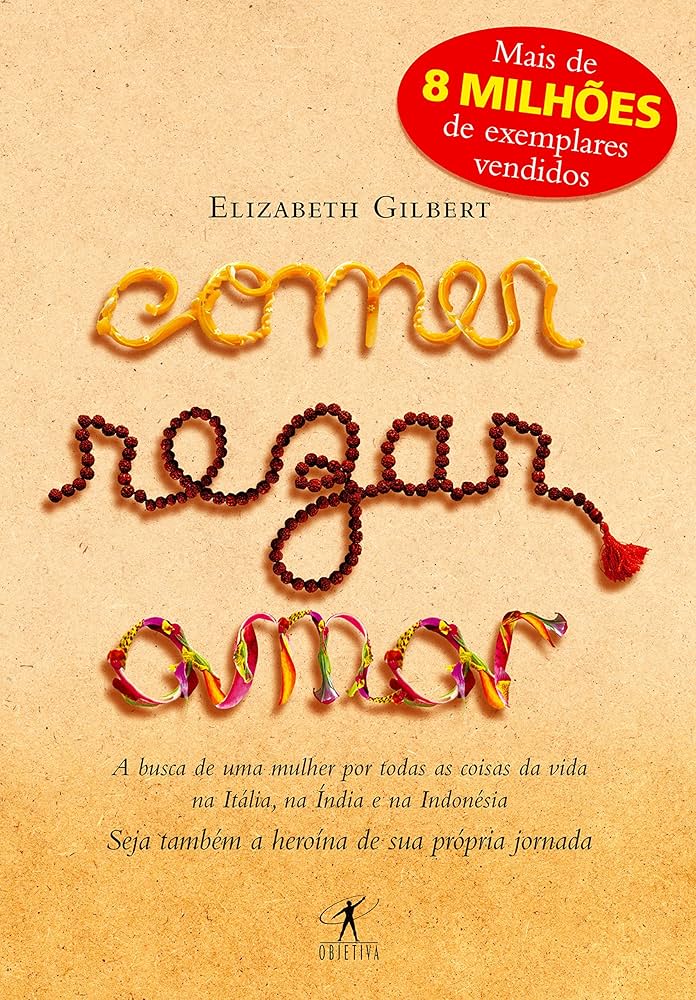 Mais de
8 MILHÕES
de exemplares
vendidos
ELIZABETH GILBERT
comer
rezar
amar
A busca de uma mulher por todas as coisas da vida
na Itália, na Índia e na Indonésia
Seja também a heroína de sua própria jornada
OBJETIVA